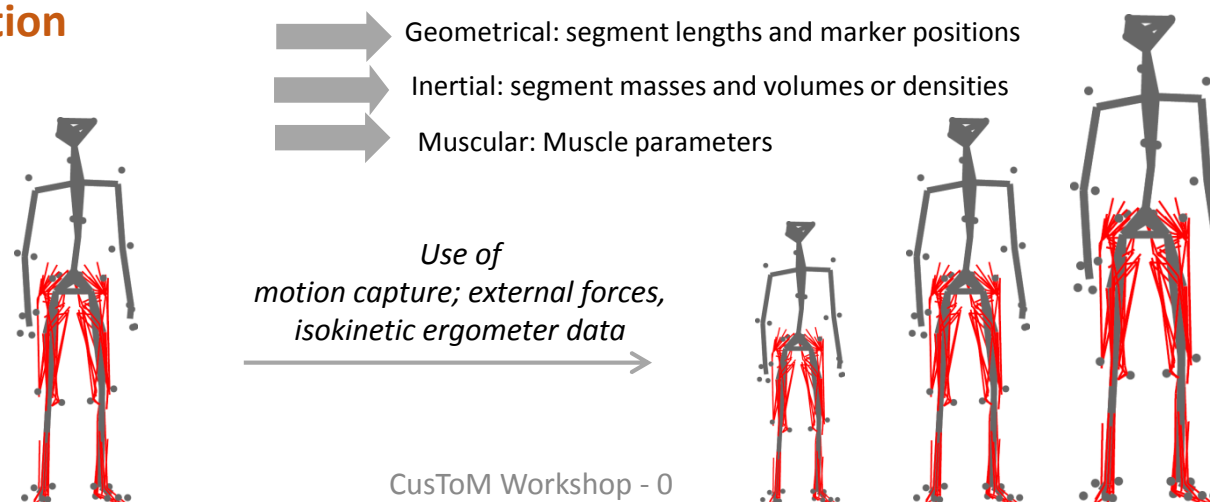 tion
Geometrical: segment lengths and marker positions
Inertial: segment masses and volumes or densities
Muscular: Muscle parameters
Use of
motion capture; external forces,
isokinetic ergometer data
CusToM Workshop - 0